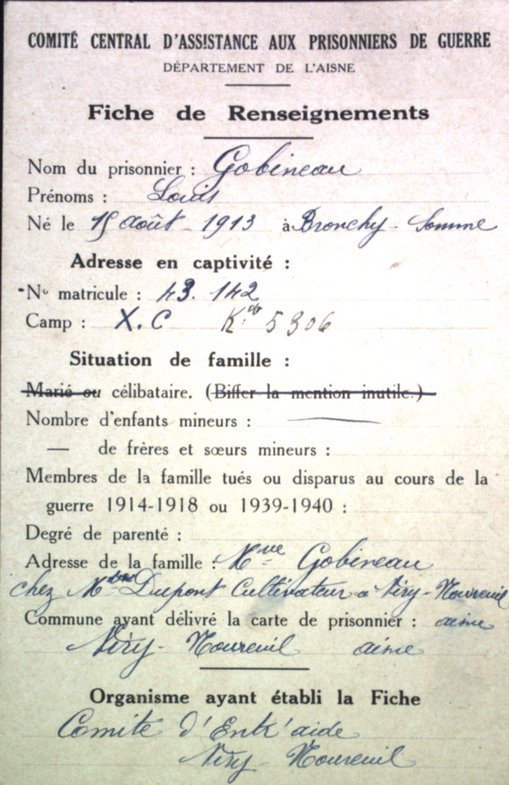 COMITÉ CENTRAL D'ASSISTANCE AUX PRISONNIERS DE GUERRE
DÉPARTEMENT DE L'AISNE
Fiche de Renseignements
Nom du prisonnier : Gobineau
Prénoms : Louis
Né le 15 août 1913 à Bronchy - Somme
Adresse en captivité :
N° matricule : 43.142
Camp : X.C Kdo 5306
Situation de famille :
Marié ou célibataire. (Biffer la mention inutile.)
Nombre d'enfants mineurs : —
— de frères et sœurs mineurs :
Membres de la famille tués ou disparus au cours de la
guerre 1914-1918 ou 1939-1940 :
Degré de parenté :
Adresse de la famille : Mme Gobineau
chez Dupont Cultivateur à Viry-Noureuil
Commune ayant délivré la carte de prisonnier : aisne
Viry-Noureuil aisne
Organisme ayant établi la Fiche
Comité d'Entr'aide
Viry-Noureuil